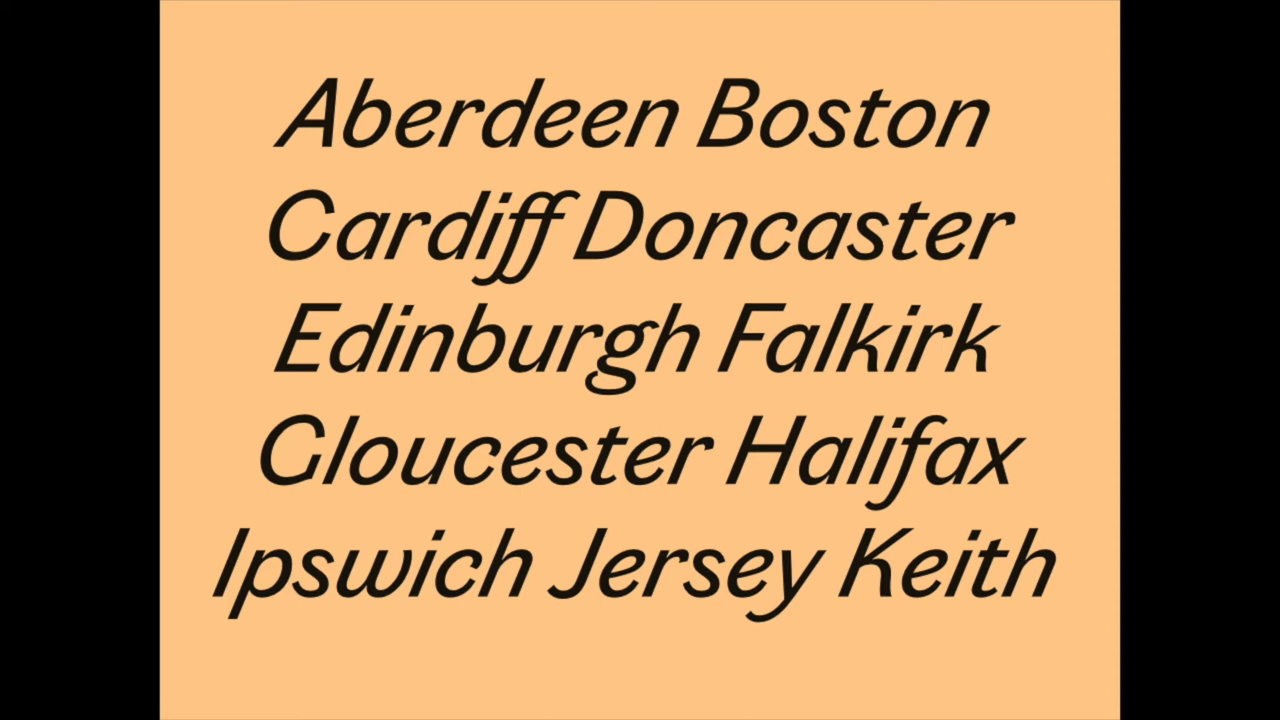 Aberdeen Boston
Cardiff Doncaster
Edinburgh Falkirk
Gloucester Halifax
Ipswich Jersey Keith